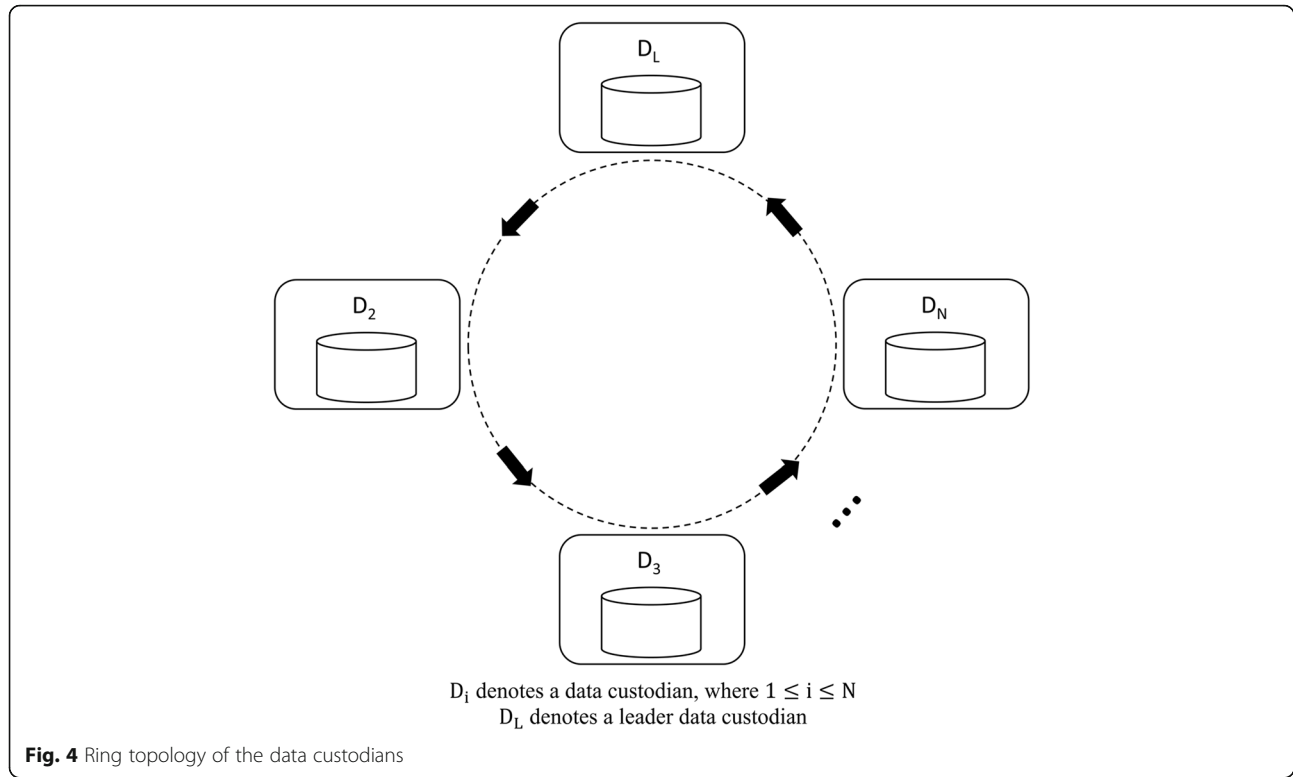 D_L
D_2
D_N
D_3
D_i denotes a data custodian, where 1 ≤ i ≤ N
D_L denotes a leader data custodian
Fig. 4 Ring topology of the data custodians